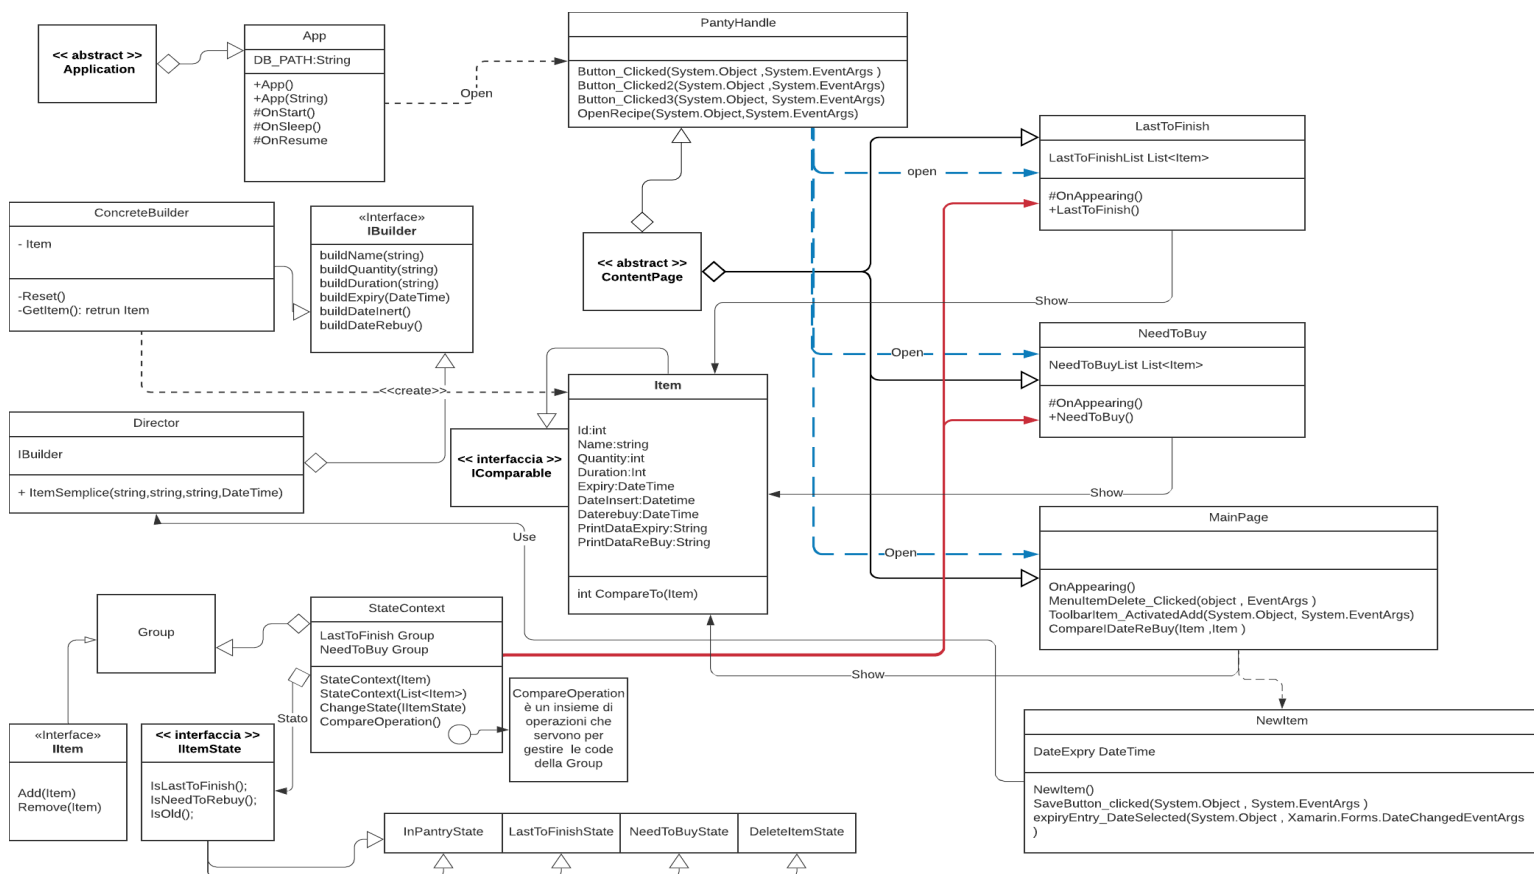 << abstract >>
Application
App
DB_PATH:String
+App()
+App(String)
#OnStart()
#OnSleep()
#OnResume
Open
PantyHandle
Button_Clicked(System.Object ,System.EventArgs )
Button_Clicked2(System.Object ,System.EventArgs)
Button_Clicked3(System.Object, System.EventArgs)
OpenRecipe(System.Object,System.EventArgs)
LastToFinish
LastToFinishList List<Item>
#OnAppearing()
+LastToFinish()
open
ConcreteBuilder
- Item
-Reset()
-GetItem(): retrun Item
«Interface»
IBuilder
buildName(string)
buildQuantity(string)
buildDuration(string)
buildExpiry(DateTime)
buildDateInert()
buildDateRebuy()
<< abstract >>
ContentPage
Show
NeedToBuy
NeedToBuyList List<Item>
#OnAppearing()
+NeedToBuy()
Open
<<create>>
Item
Id:int
Name:string
Quantity:int
Duration:Int
Expiry:DateTime
DateInsert:Datetime
Daterebuy:DateTime
PrintDataExpiry:String
PrintDataReBuy:String
int CompareTo(Item)
<< interfaccia >>
IComparable
Director
IBuilder
+ ItemSemplice(string,string,string,DateTime)
Show
Use
MainPage
OnAppearing()
MenuItemDelete_Clicked(object , EventArgs )
ToolbarItem_ActivatedAdd(System.Object, System.EventArgs)
CompareIDateReBuy(Item ,Item )
Open
Group
StateContext
LastToFinish Group
NeedToBuy Group
StateContext(Item)
StateContext(List<Item>)
ChangeState(IItemState)
CompareOperation()
Show
Stato
CompareOperation
è un insieme di
operazioni che
servono per
gestire  le code
della Group
NewItem
DateExpry DateTime
NewItem()
SaveButton_clicked(System.Object , System.EventArgs )
expiryEntry_DateSelected(System.Object , Xamarin.Forms.DateChangedEventArgs
)
«Interface»
IItem
Add(Item)
Remove(Item)
<< interfaccia >>
IItemState
IsLastToFinish();
IsNeedToRebuy();
IsOld();
InPantryState
LastToFinishState
NeedToBuyState
DeleteItemState